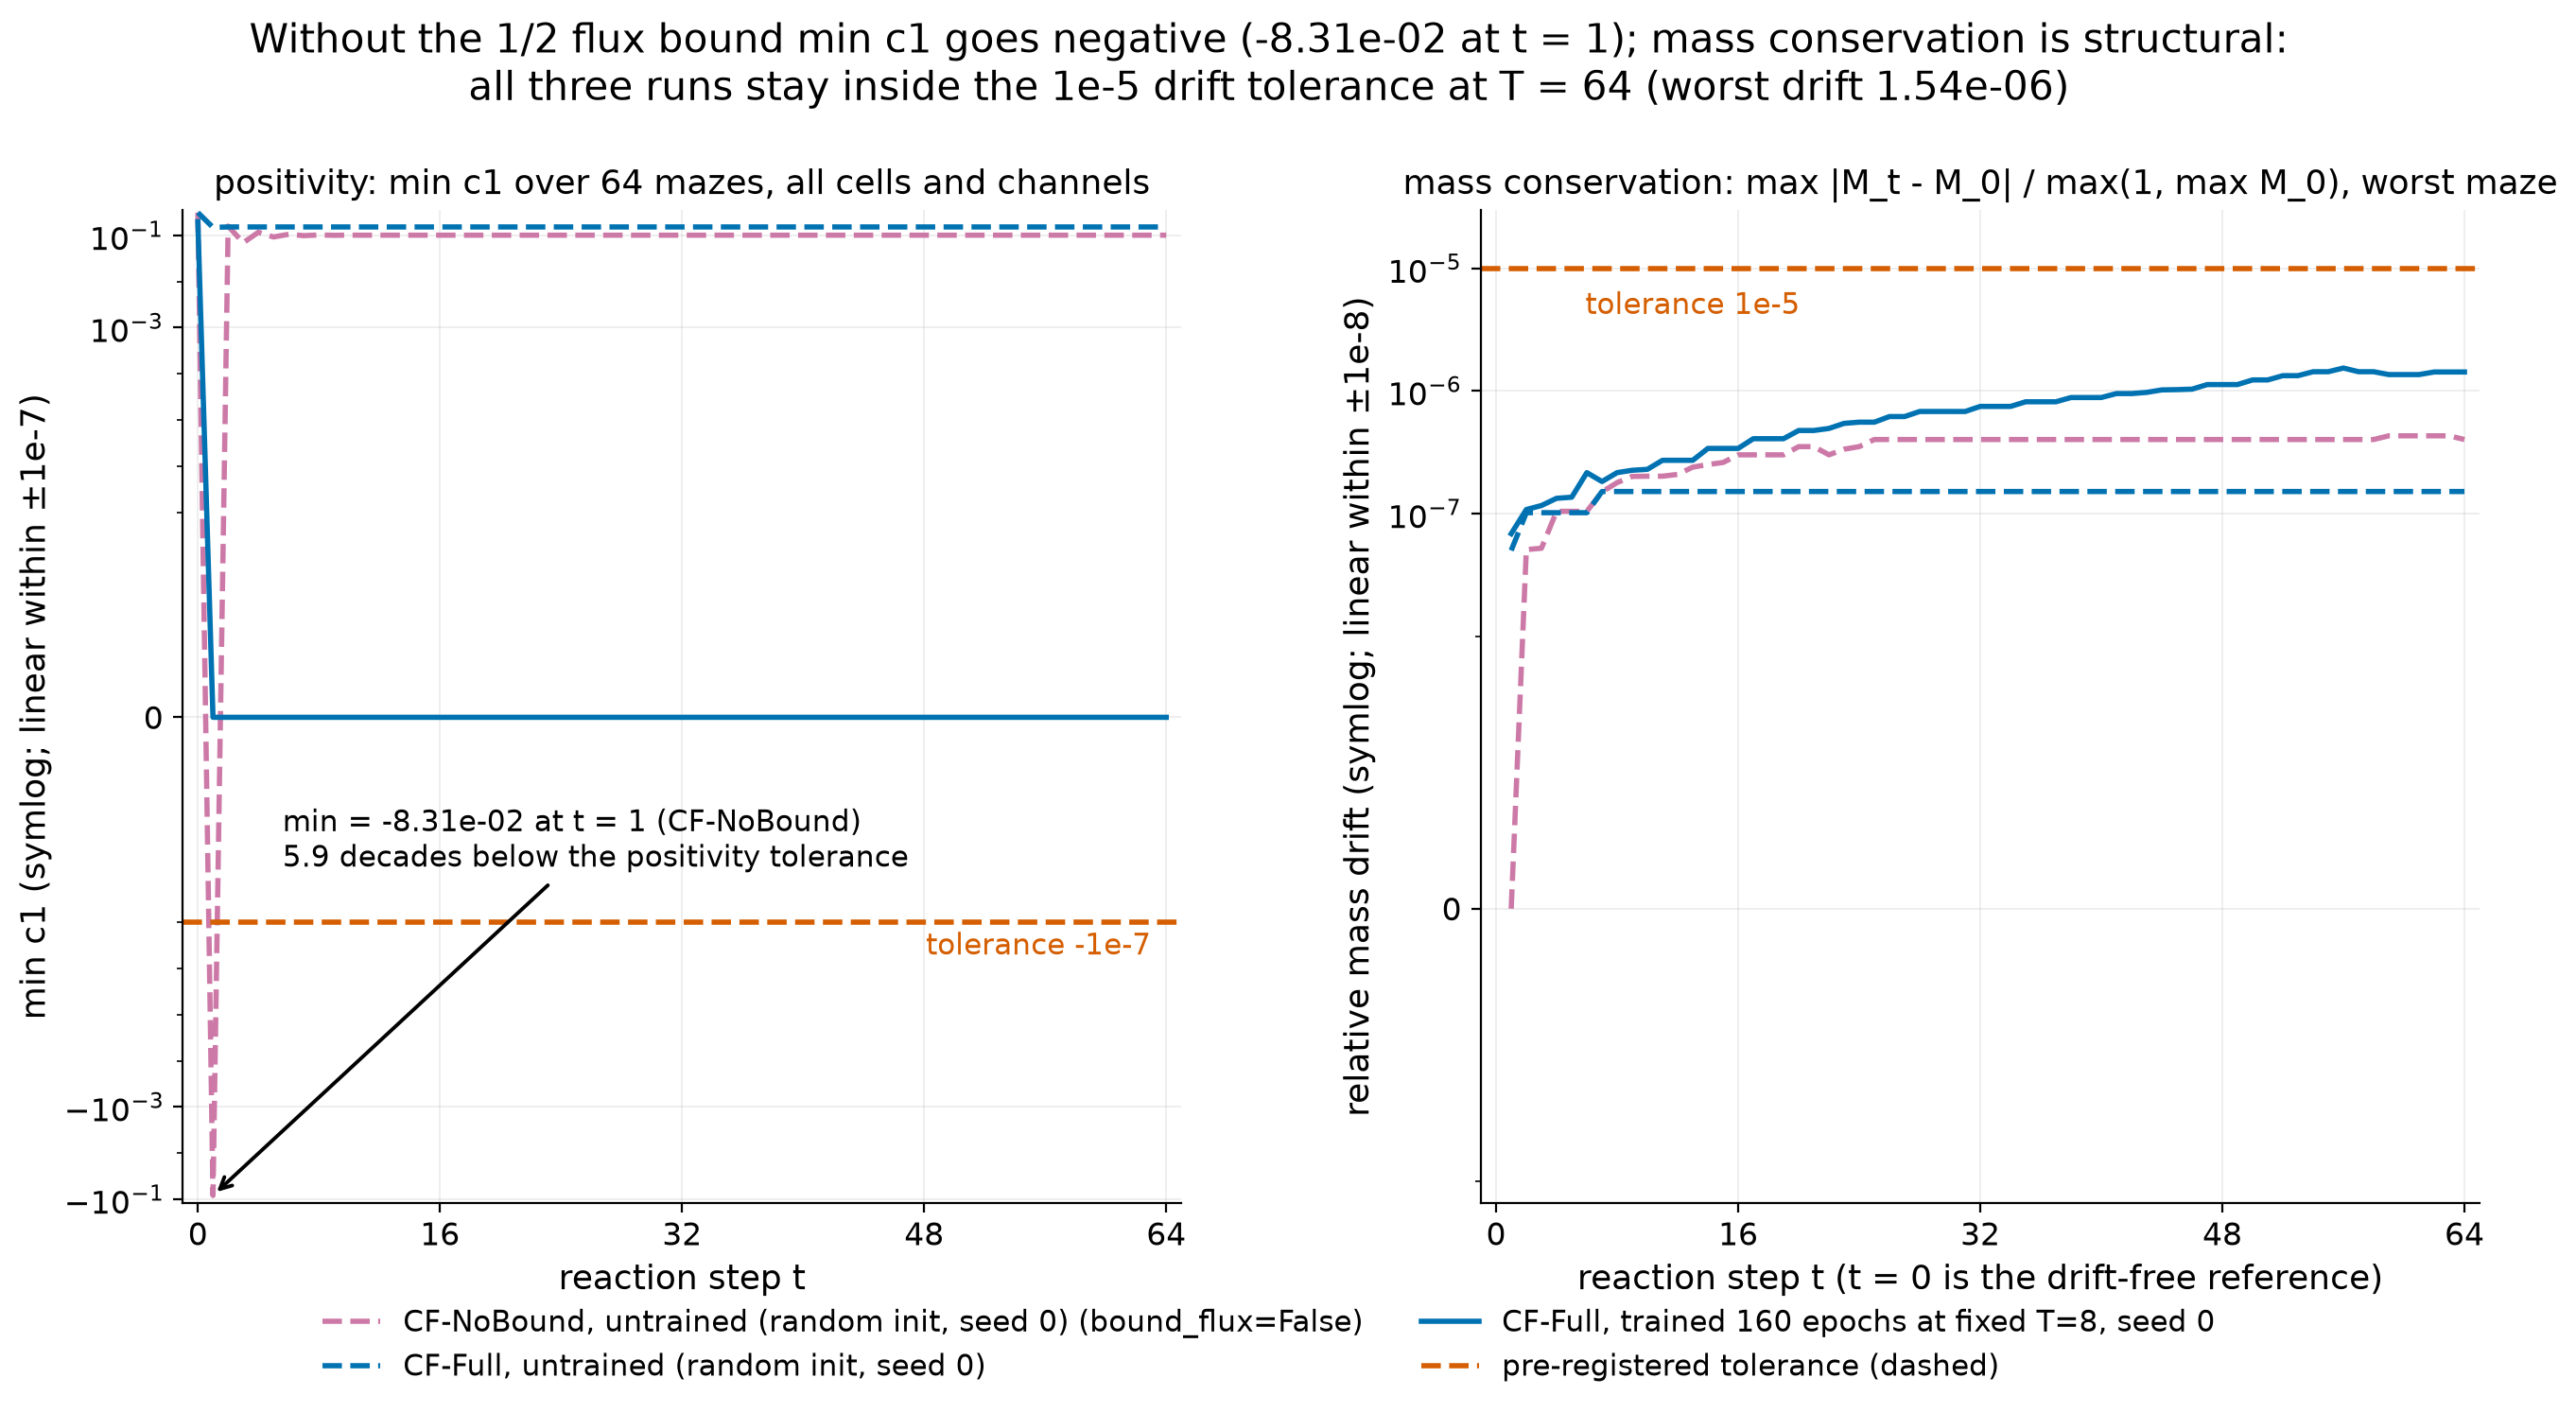 Without the 1/2 flux bound min c1 goes negative (-8.31e-02 at t = 1); mass conservation is structural:
all three runs stay inside the 1e-5 drift tolerance at T = 64 (worst drift 1.54e-06)
positivity: min c1 over 64 mazes, all cells and channels
min c1 (symlog; linear within ±1e-7)
10⁻¹
10⁻³
0
−10⁻³
−10⁻¹
min = -8.31e-02 at t = 1 (CF-NoBound)
5.9 decades below the positivity tolerance
tolerance -1e-7
0 16 32 48 64
reaction step t
mass conservation: max |M_t - M_0| / max(1, max M_0), worst maze
relative mass drift (symlog; linear within ±1e-8)
10⁻⁵
10⁻⁶
10⁻⁷
0
tolerance 1e-5
0 16 32 48 64
reaction step t (t = 0 is the drift-free reference)
CF-NoBound, untrained (random init, seed 0) (bound_flux=False)
CF-Full, untrained (random init, seed 0)
CF-Full, trained 160 epochs at fixed T=8, seed 0
pre-registered tolerance (dashed)